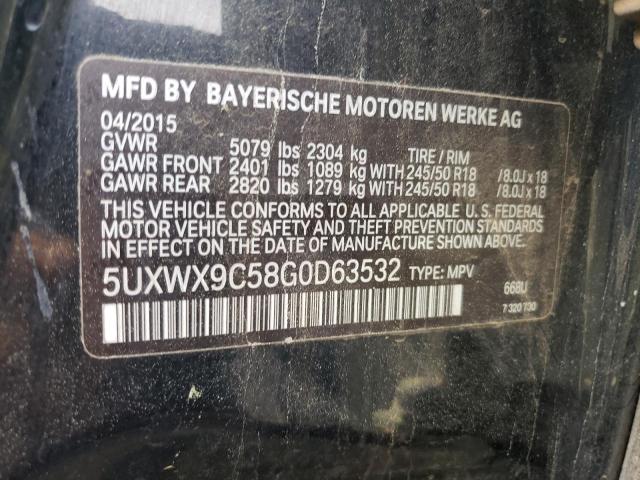 MFD BY BAYERISCHE MOTOREN WERKE AG
04/2015
GVWR 5079 lbs 2304 kg TIRE / RIM
GAWR FRONT 2401 lbs 1089 kg WITH 245/50 R18 /8.0J x 18
GAWR REAR 2820 lbs 1279 kg WITH 245/50 R18 /8.0J x 18
THIS VEHICLE CONFORMS TO ALL APPLICABLE U.S. FEDERAL
MOTOR VEHICLE SAFETY AND THEFT PREVENTION STANDARDS
IN EFFECT ON THE DATE OF MANUFACTURE SHOWN ABOVE.
5UXWX9C58G0D63532 TYPE: MPV
668U
7 320 730